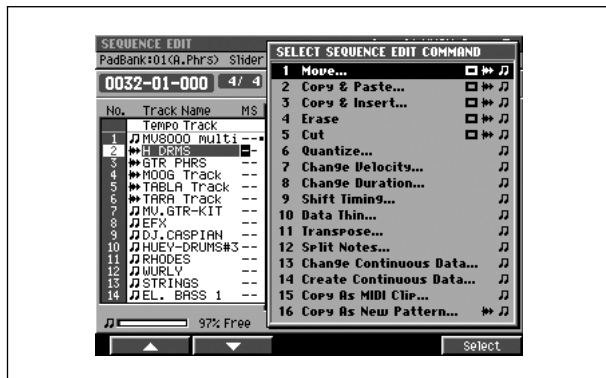 SEQUENCE EDIT
PadBank:01(A.Phrs) Slider
0032-01-000 4/ 4
No. Track Name MS
Tempo Track
1 MV8000 multi --
2 H DRMS --
3 GTR PHRS --
4 MOOG Track --
5 TABLA Track --
6 TARA Track --
7 MV.GTR-KIT --
8 EFX --
9 DJ.CASPIAN --
10 HUEY-DRUMS#3 --
11 RHODES --
12 WURLY --
13 STRINGS --
14 EL. BASS 1 --
97% Free
SELECT SEQUENCE EDIT COMMAND
1 Move...
2 Copy & Paste...
3 Copy & Insert...
4 Erase
5 Cut
6 Quantize...
7 Change Velocity...
8 Change Duration...
9 Shift Timing...
10 Data Thin...
11 Transpose...
12 Split Notes...
13 Change Continuous Data...
14 Create Continuous Data...
15 Copy As MIDI Clip...
16 Copy As New Pattern...
Select